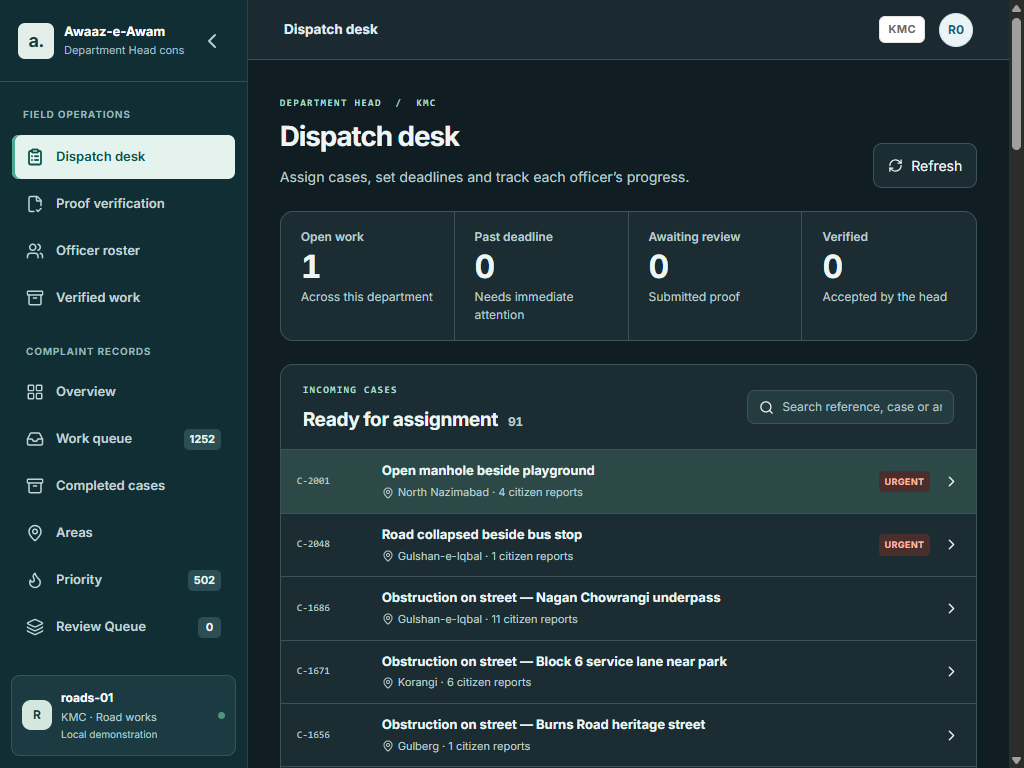 a.
Awaaz-e-Awam
Department Head cons
FIELD OPERATIONS
Dispatch desk
Proof verification
Officer roster
Verified work
COMPLAINT RECORDS
Overview
Work queue 1252
Completed cases
Areas
Priority 502
Review Queue 0
R
roads-01
KMC · Road works
Local demonstration
Dispatch desk
KMC
RO
DEPARTMENT HEAD / KMC
Dispatch desk
Assign cases, set deadlines and track each officer’s progress.
Refresh
Open work
1
Across this department
Past deadline
0
Needs immediate
attention
Awaiting review
0
Submitted proof
Verified
0
Accepted by the head
INCOMING CASES
Ready for assignment 91
Search reference, case or ar
C-2001
Open manhole beside playground
North Nazimabad · 4 citizen reports
URGENT
C-2048
Road collapsed beside bus stop
Gulshan-e-Iqbal · 1 citizen reports
URGENT
C-1686
Obstruction on street — Nagan Chowrangi underpass
Gulshan-e-Iqbal · 11 citizen reports
C-1671
Obstruction on street — Block 6 service lane near park
Korangi · 6 citizen reports
C-1656
Obstruction on street — Burns Road heritage street
Gulberg · 1 citizen reports